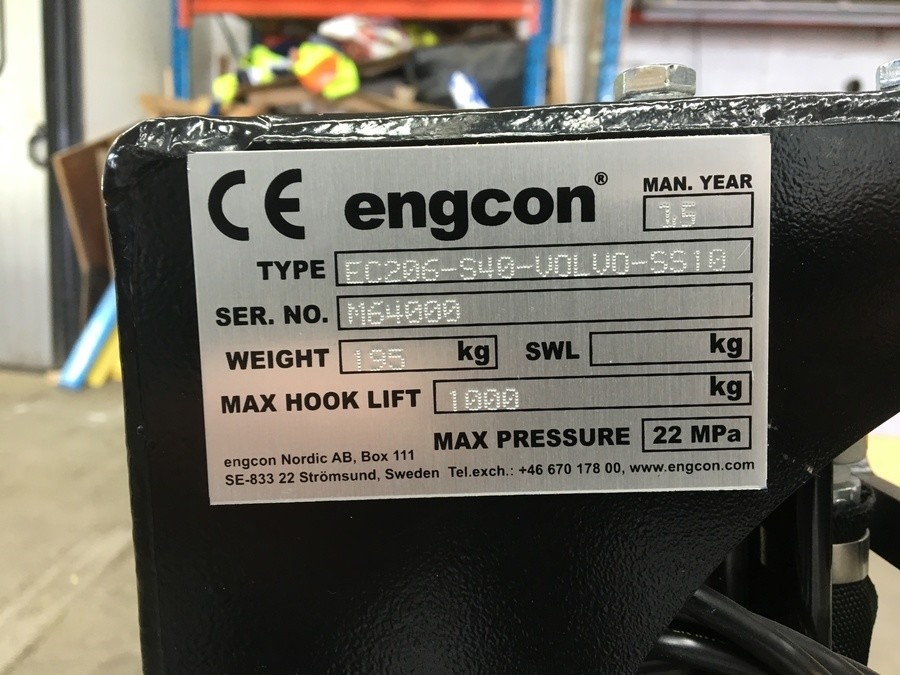 CE engcon® MAN. YEAR
15
TYPE EC206-S40-VOLVO-SS10
SER. NO. M64000
WEIGHT 195 kg SWL kg
MAX HOOK LIFT 1000 kg
MAX PRESSURE 22 MPa
engcon Nordic AB, Box 111
SE-833 22 Strömsund, Sweden Tel.exch.: +46 670 178 00, www.engcon.com